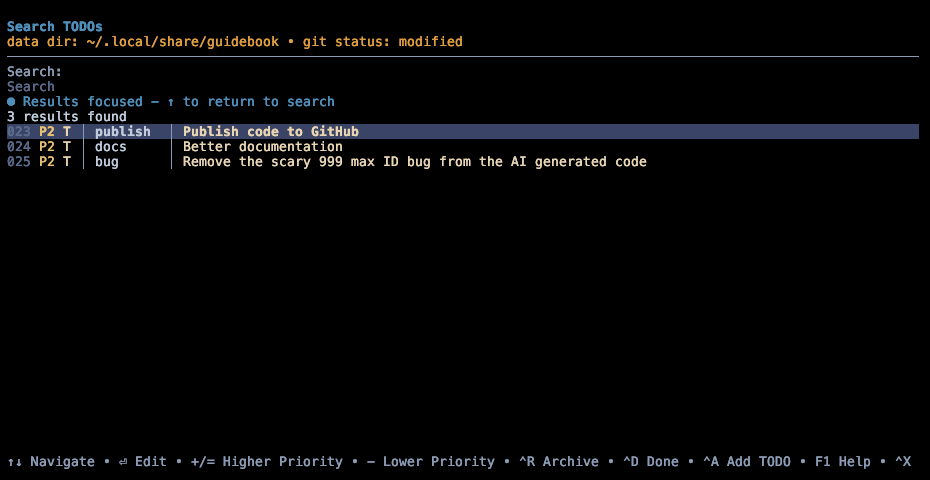 Search TODOs
data dir: ~/.local/share/guidebook • git status: modified
Search:
Search
● Results focused – ↑ to return to search
3 results found
023 P2 T │ publish │ Publish code to GitHub
024 P2 T │ docs │ Better documentation
025 P2 T │ bug │ Remove the scary 999 max ID bug from the AI generated code
↑↓ Navigate • ⏎ Edit • +/= Higher Priority • – Lower Priority • ^R Archive • ^D Done • ^A Add TODO • F1 Help • ^X